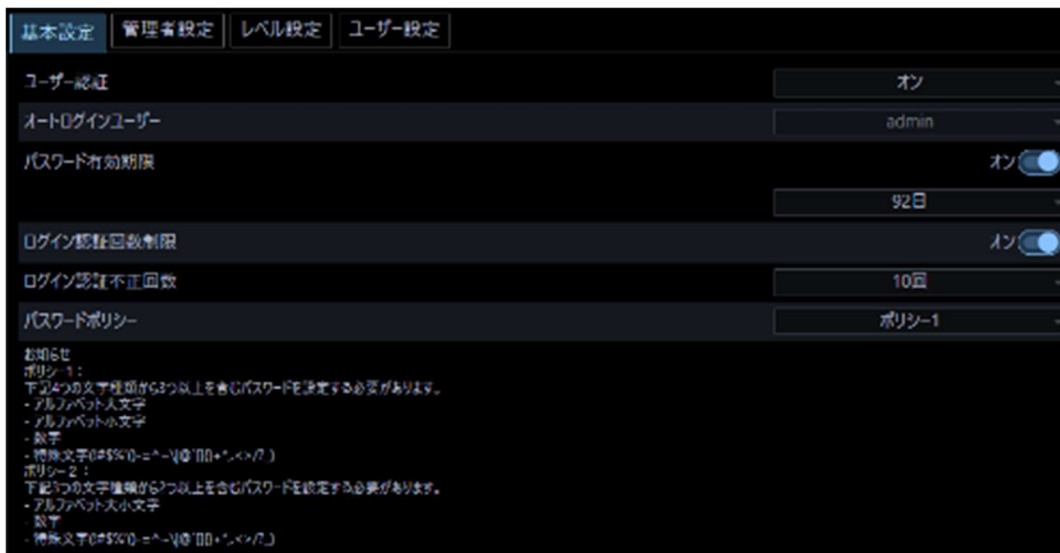 基本設定 管理者設定 レベル設定 ユーザー設定
ユーザー認証 オン
オートログインユーザー admin
パスワード有効期限 オン
92日
ログイン認証回数制限 オン
ログイン認証不正回数 10回
パスワードポリシー ポリシー1
お知らせ
ポリシー1：
下記4つの文字種類から3つ以上を含むパスワードを設定する必要があります。
- アルファベット大文字
- アルファベット小文字
- 数字
- 特殊文字
ポリシー2：
下記3つの文字種類から2つ以上を含むパスワードを設定する必要があります。
- アルファベット大小文字
- 数字
- 特殊文字